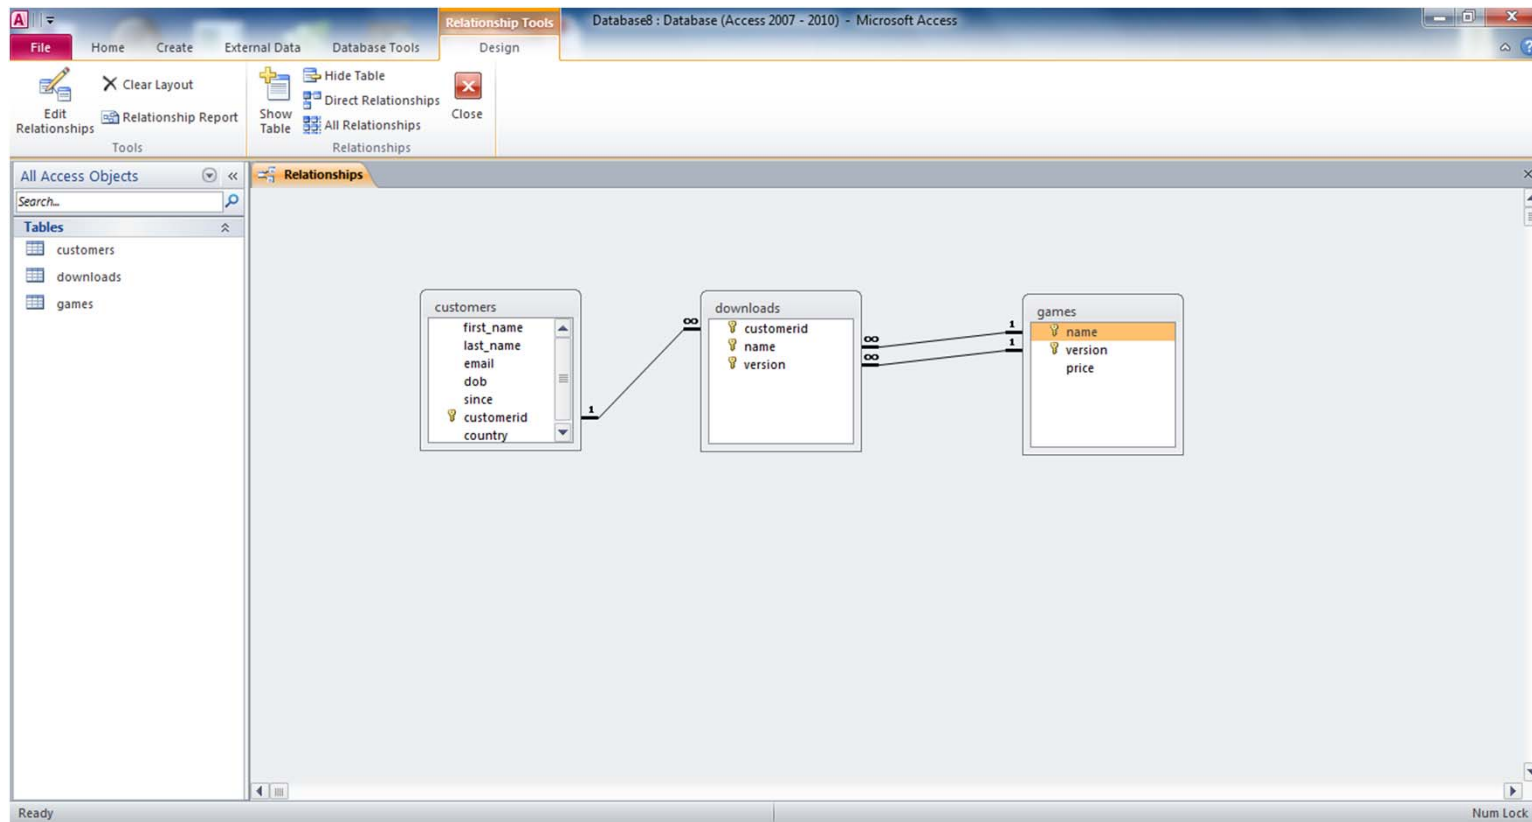 A
Relationship Tools
Database8 : Database (Access 2007 - 2010) - Microsoft Access
File Home Create External Data Database Tools Design
Edit Relationships
Clear Layout
Relationship Report
Tools
Show Table
Hide Table
Direct Relationships
All Relationships
Relationships
Close
All Access Objects
Search...
Tables
customers
downloads
games
Relationships
customers
first_name
last_name
email
dob
since
customerid
country
1
∞
downloads
customerid
name
version
∞
∞
1
1
games
name
version
price
Ready
Num Lock